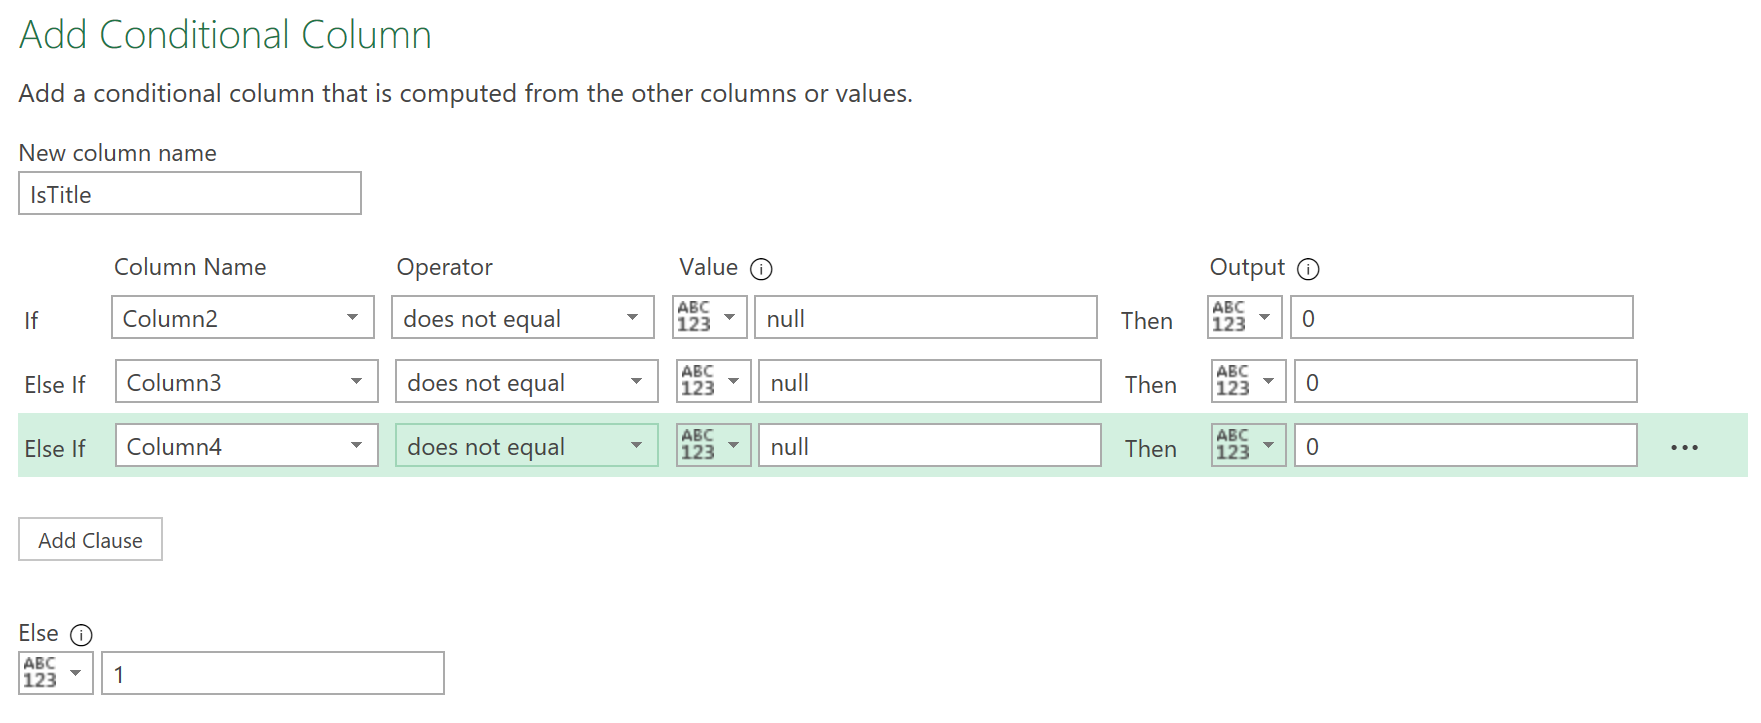 Add Conditional Column
Add a conditional column that is computed from the other columns or values.
New column name
IsTitle
Column Name Operator Value Output
If Column2 does not equal ABC 123 null Then ABC 123 0
Else If Column3 does not equal ABC 123 null Then ABC 123 0
Else If Column4 does not equal ABC 123 null Then ABC 123 0 ...
Add Clause
Else
ABC 123 1